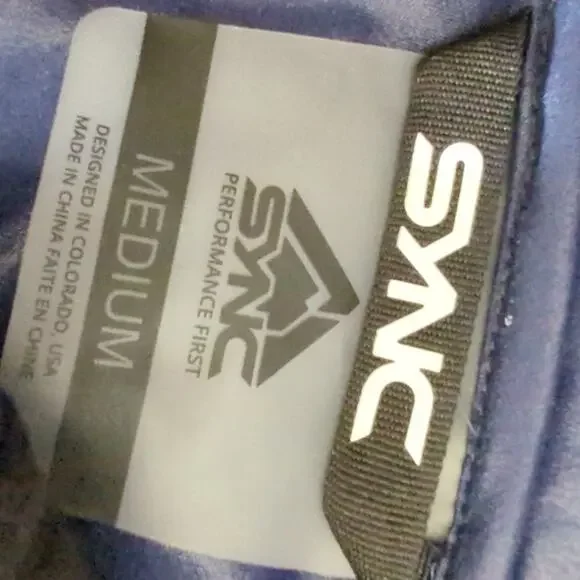 SYNC
SYNC
PERFORMANCE FIRST
MEDIUM
DESIGNED IN COLORADO, USA
MADE IN CHINA FAITE EN CHINE